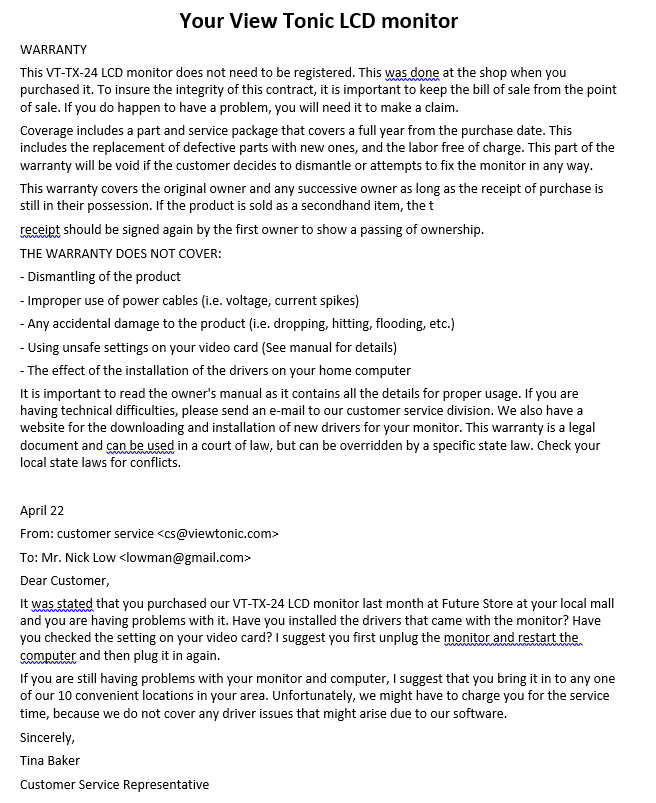 Your View Tonic LCD monitor
WARRANTY
This VT-TX-24 LCD monitor does not need to be registered. This was done at the shop when you
purchased it. To insure the integrity of this contract, it is important to keep the bill of sale from the point
of sale. If you do happen to have a problem, you will need it to make a claim.
Coverage includes a part and service package that covers a full year from the purchase date. This
includes the replacement of defective parts with new ones, and the labor free of charge. This part of the
warranty will be void if the customer decides to dismantle or attempts to fix the monitor in any way.
This warranty covers the original owner and any successive owner as long as the receipt of purchase is
still in their possession. If the product is sold as a secondhand item, the t
receipt should be signed again by the first owner to show a passing of ownership.
THE WARRANTY DOES NOT COVER:
- Dismantling of the product
- Improper use of power cables (i.e. voltage, current spikes)
- Any accidental damage to the product (i.e. dropping, hitting, flooding, etc.)
- Using unsafe settings on your video card (See manual for details)
- The effect of the installation of the drivers on your home computer
It is important to read the owner's manual as it contains all the details for proper usage. If you are
having technical difficulties, please send an e-mail to our customer service division. We also have a
website for the downloading and installation of new drivers for your monitor. This warranty is a legal
document and can be used in a court of law, but can be overridden by a specific state law. Check your
local state laws for conflicts.
April 22
From: customer service <cs@viewtonic.com>
To: Mr. Nick Low <lowman@gmail.com>
Dear Customer,
It was stated that you purchased our VT-TX-24 LCD monitor last month at Future Store at your local mall
and you are having problems with it. Have you installed the drivers that came with the monitor? Have
you checked the setting on your video card? I suggest you first unplug the monitor and restart the
computer and then plug it in again.
If you are still having problems with your monitor and computer, I suggest that you bring it in to any one
of our 10 convenient locations in your area. Unfortunately, we might have to charge you for the service
time, because we do not cover any driver issues that might arise due to our software.
Sincerely,
Tina Baker
Customer Service Representative